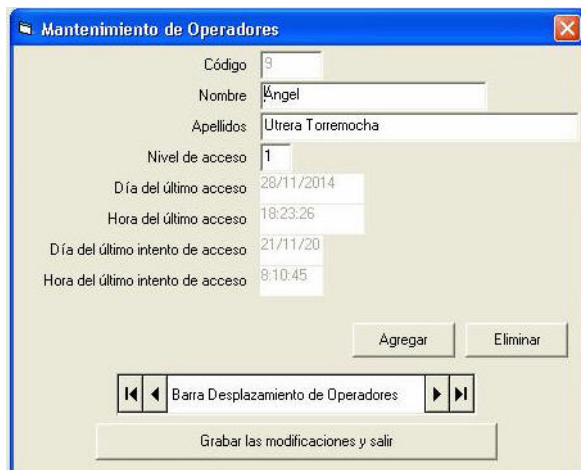 Mantenimiento de Operadores
Código 9
Nombre Ángel
Apellidos Utrera Torremocha
Nivel de acceso 1
Día del último acceso 28/11/2014
Hora del último acceso 18:23:26
Día del último intento de acceso 21/11/20
Hora del último intento de acceso 8:10:45
Agregar Eliminar
Barra Desplazamiento de Operadores
Grabar las modificaciones y salir